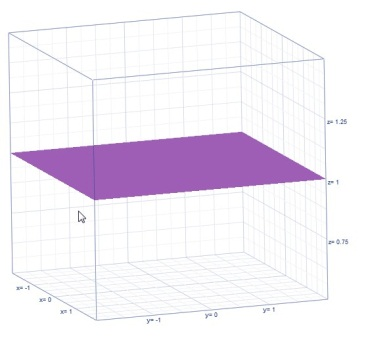 z= 1.25
z= 1
z= 0.75
x= -1
x= 0
x= 1
y= -1
y= 0
y= 1